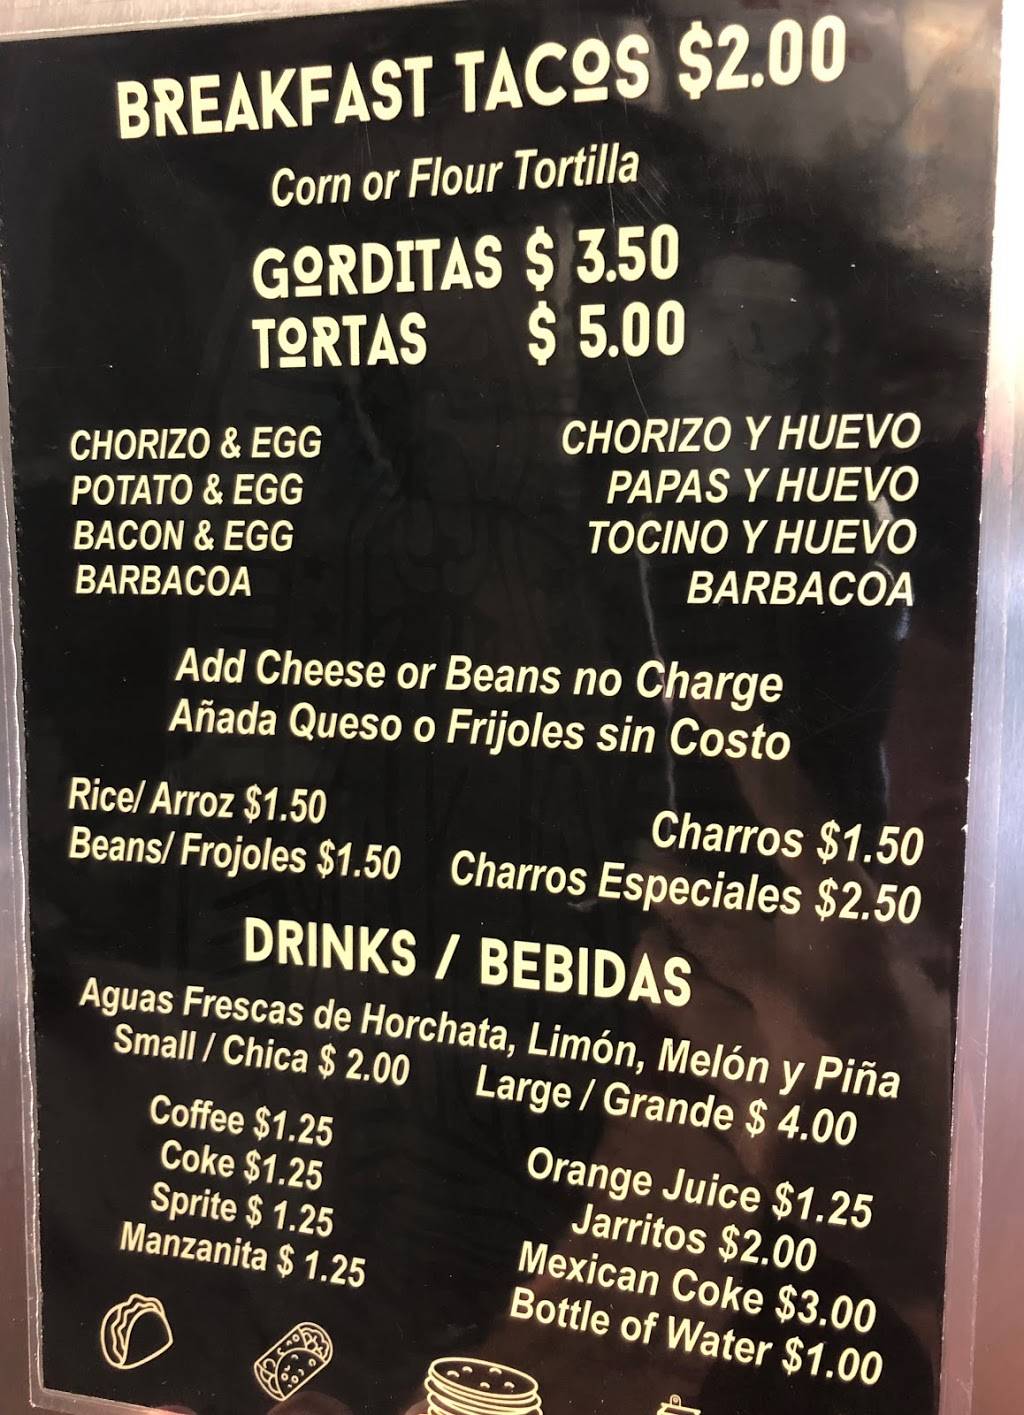 BREAKFAST TACOS $2.00
Corn or Flour Tortilla
GORDITAS $ 3.50
TORTAS $ 5.00
CHORIZO & EGG CHORIZO Y HUEVO
POTATO & EGG PAPAS Y HUEVO
BACON & EGG TOCINO Y HUEVO
BARBACOA BARBACOA
Add Cheese or Beans no Charge
Añada Queso o Frijoles sin Costo
Rice/ Arroz $1.50 Charros $1.50
Beans/ Frojoles $1.50 Charros Especiales $2.50
DRINKS / BEBIDAS
Aguas Frescas de Horchata, Limón, Melón y Piña
Small / Chica $ 2.00 Large / Grande $ 4.00
Coffee $1.25 Orange Juice $1.25
Coke $1.25 Jarritos $2.00
Sprite $ 1.25 Mexican Coke $3.00
Manzanita $ 1.25 Bottle of Water $1.00